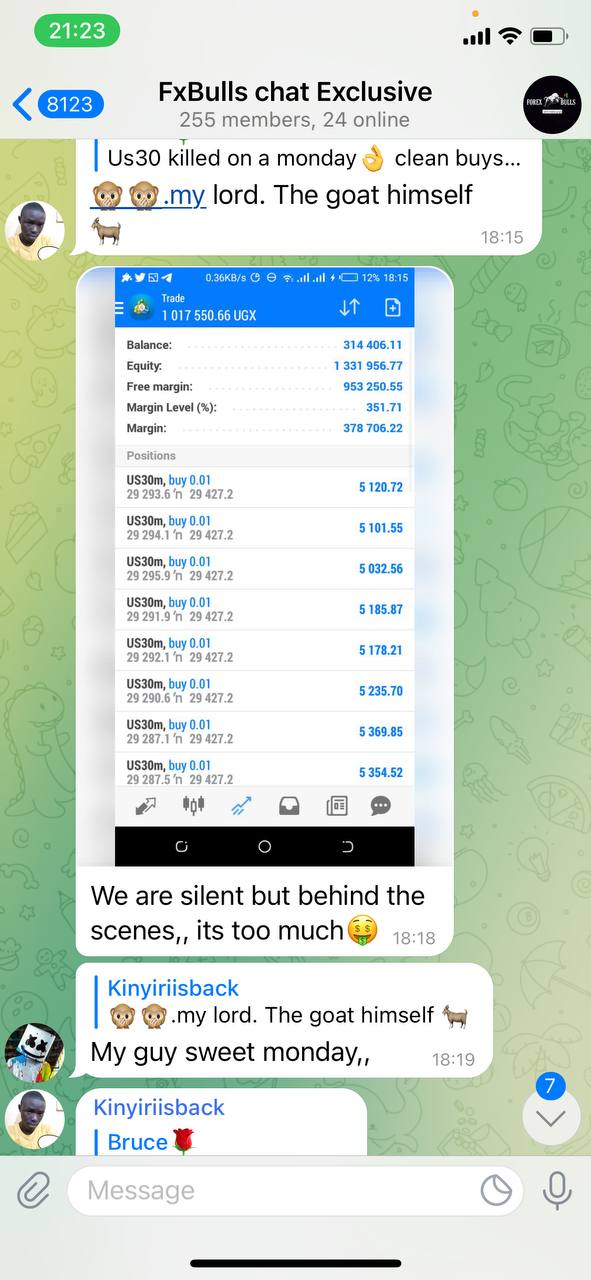 21:23
8123
FxBulls chat Exclusive
255 members, 24 online
FOREX BULLS
Us30 killed on a monday👌 clean buys...
🙊🙊.my lord. The goat himself
🐐
18:15
0.36KB/s 12% 18:15
Trade
1 017 550.66 UGX
Balance: 314 406.11
Equity: 1 331 956.77
Free margin: 953 250.55
Margin Level (%): 351.71
Margin: 378 706.22
Positions
US30m, buy 0.01
29 293.6 ‘n 29 427.2
5 120.72
US30m, buy 0.01
29 294.1 ‘n 29 427.2
5 101.55
US30m, buy 0.01
29 295.9 ‘n 29 427.2
5 032.56
US30m, buy 0.01
29 291.9 ‘n 29 427.2
5 185.87
US30m, buy 0.01
29 292.1 ‘n 29 427.2
5 178.21
US30m, buy 0.01
29 290.6 ‘n 29 427.2
5 235.70
US30m, buy 0.01
29 287.1 ‘n 29 427.2
5 369.85
US30m, buy 0.01
29 287.5 ‘n 29 427.2
5 354.52
We are silent but behind the
scenes,, its too much🤑
18:18
Kinyiriisback
🙊🙊.my lord. The goat himself 🐐
My guy sweet monday,,
18:19
Kinyiriisback
Bruce🌹
7
Message